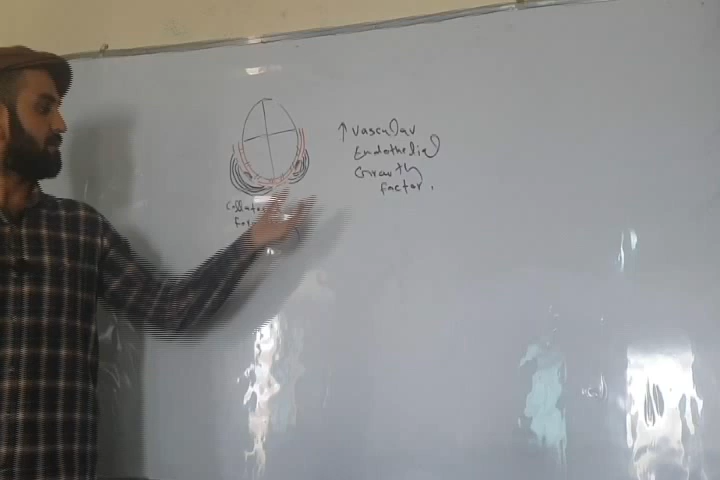 ↑ Vascular
Endothelial
Growth
factor.